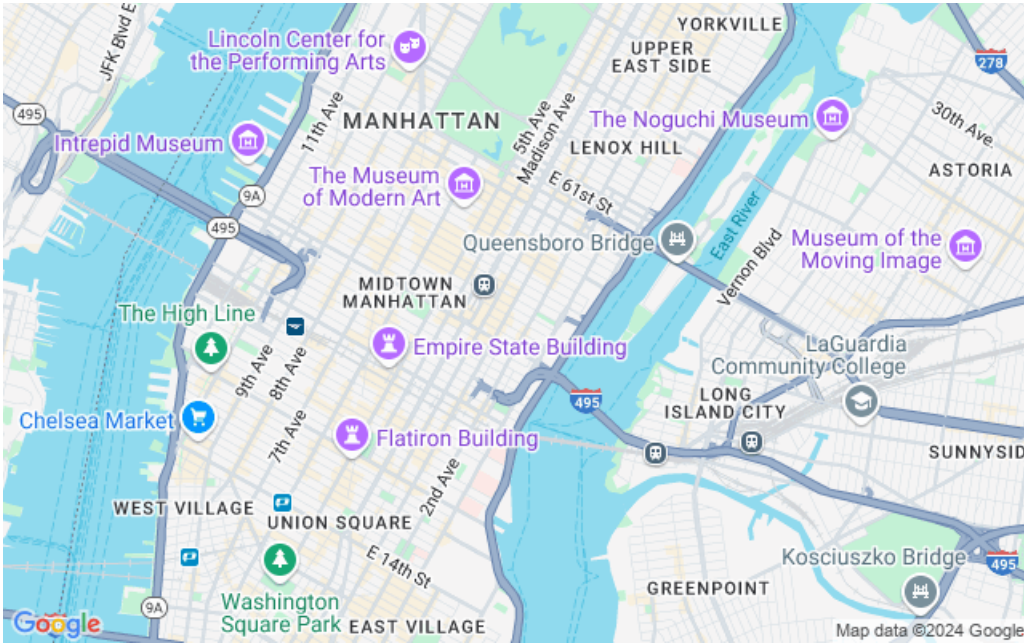 YORKVILLE
Lincoln Center for
the Performing Arts
UPPER
EAST SIDE
JFK Blvd E
278
495
11th Ave
MANHATTAN
5th Ave
Madison Ave
The Noguchi Museum
30th Ave.
Intrepid Museum
LENOX HILL
ASTORIA
The Museum
of Modern Art
E 61st St
9A
495
Queensboro Bridge
East River
Vernon Blvd
Museum of the
Moving Image
MIDTOWN
MANHATTAN
The High Line
Empire State Building
LaGuardia
Community College
9th Ave
8th Ave
495
LONG
ISLAND CITY
Chelsea Market
7th Ave
Flatiron Building
SUNNYSID
2nd Ave
WEST VILLAGE
UNION SQUARE
E 14th St
Kosciuszko Bridge
495
GREENPOINT
9A
Washington
Square Park
EAST VILLAGE
Google
Map data ©2024 Google